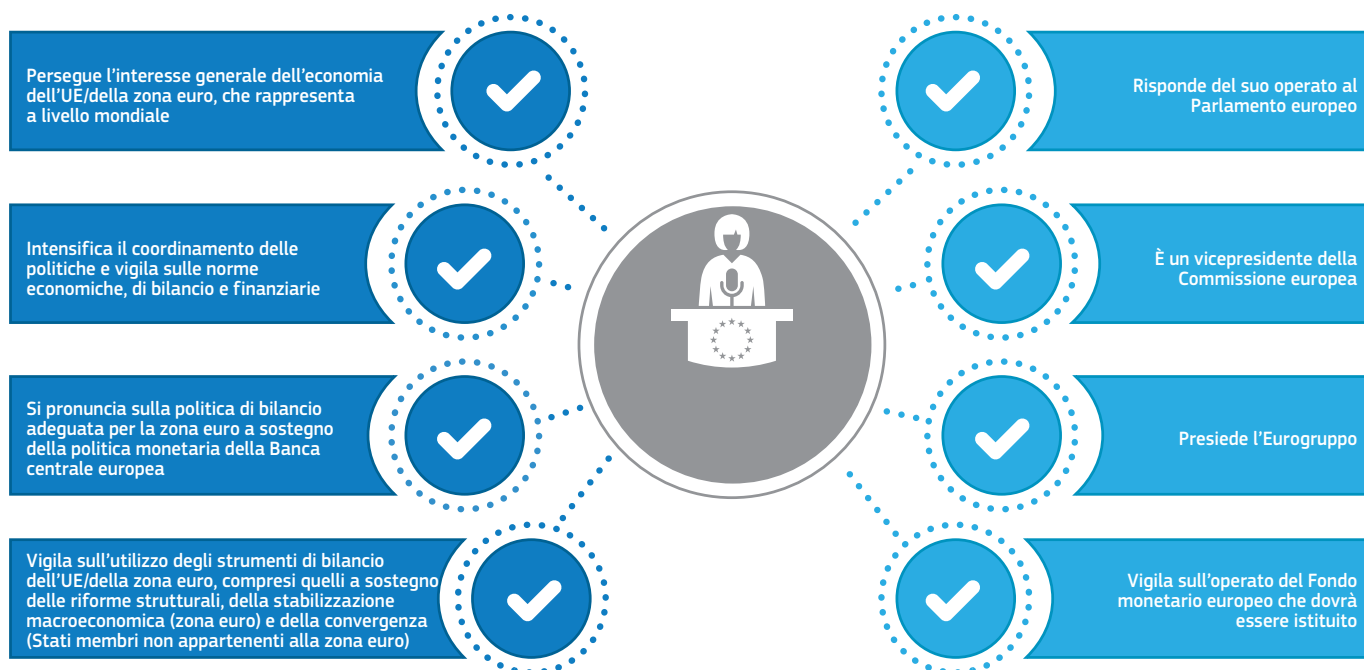 Persegue l'interesse generale dell'economia
dell'UE/della zona euro, che rappresenta
a livello mondiale
Intensifica il coordinamento delle
politiche e vigila sulle norme
economiche, di bilancio e finanziarie
Si pronuncia sulla politica di bilancio
adeguata per la zona euro a sostegno
della politica monetaria della Banca
centrale europea
Vigila sull'utilizzo degli strumenti di bilancio
dell'UE/della zona euro, compresi quelli a sostegno
delle riforme strutturali, della stabilizzazione
macroeconomica (zona euro) e della convergenza
(Stati membri non appartenenti alla zona euro)
Risponde del suo operato al
Parlamento europeo
È un vicepresidente della
Commissione europea
Presiede l'Eurogruppo
Vigila sull'operato del Fondo
monetario europeo che dovrà
essere istituito